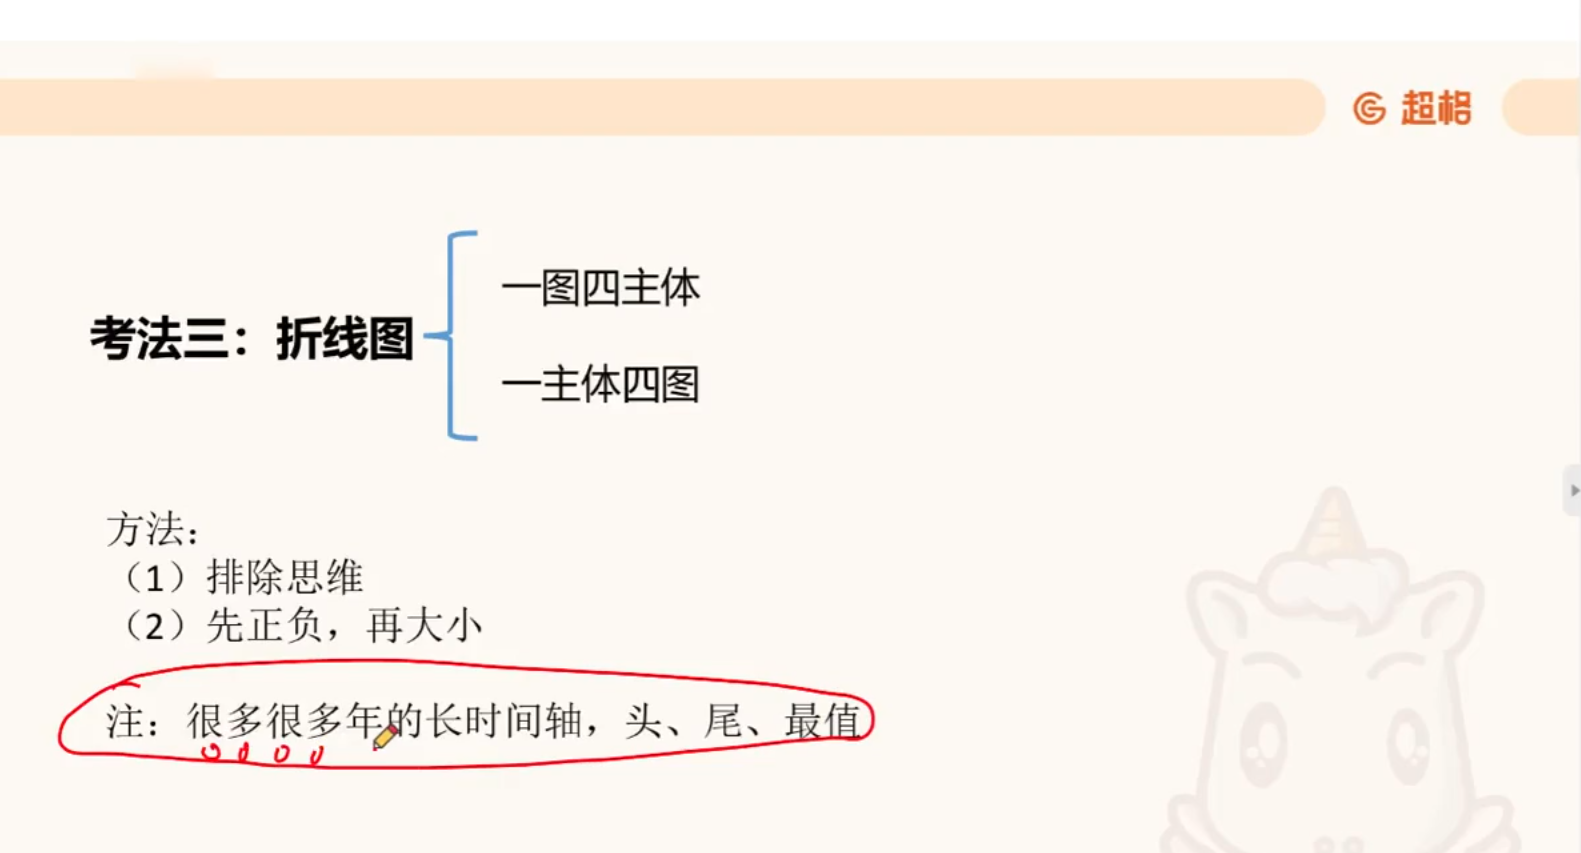 超格
一图四主体
考法三：折线图
一主体四图
方法：
（1）排除思维
（2）先正负，再大小
注：很多很多年的长时间轴，头、尾、最值